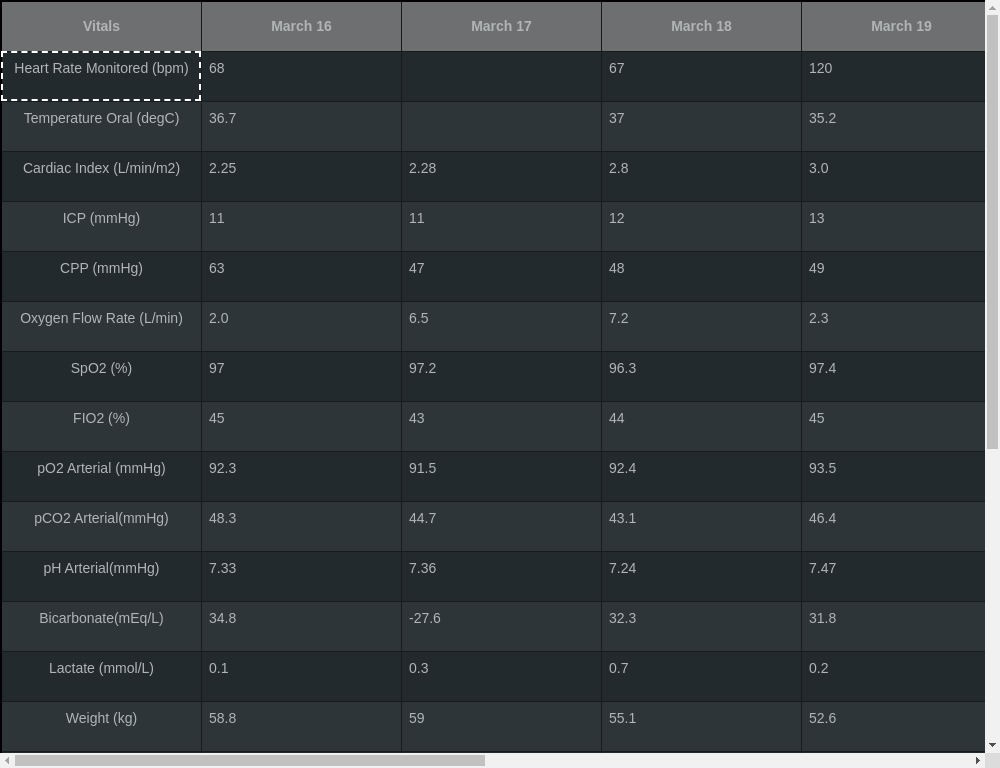 Vitals March 16 March 17 March 18 March 19
Heart Rate Monitored (bpm) 68 67 120
Temperature Oral (degC) 36.7 37 35.2
Cardiac Index (L/min/m2) 2.25 2.28 2.8 3.0
ICP (mmHg) 11 11 12 13
CPP (mmHg) 63 47 48 49
Oxygen Flow Rate (L/min) 2.0 6.5 7.2 2.3
SpO2 (%) 97 97.2 96.3 97.4
FIO2 (%) 45 43 44 45
pO2 Arterial (mmHg) 92.3 91.5 92.4 93.5
pCO2 Arterial(mmHg) 48.3 44.7 43.1 46.4
pH Arterial(mmHg) 7.33 7.36 7.24 7.47
Bicarbonate(mEq/L) 34.8 -27.6 32.3 31.8
Lactate (mmol/L) 0.1 0.3 0.7 0.2
Weight (kg) 58.8 59 55.1 52.6